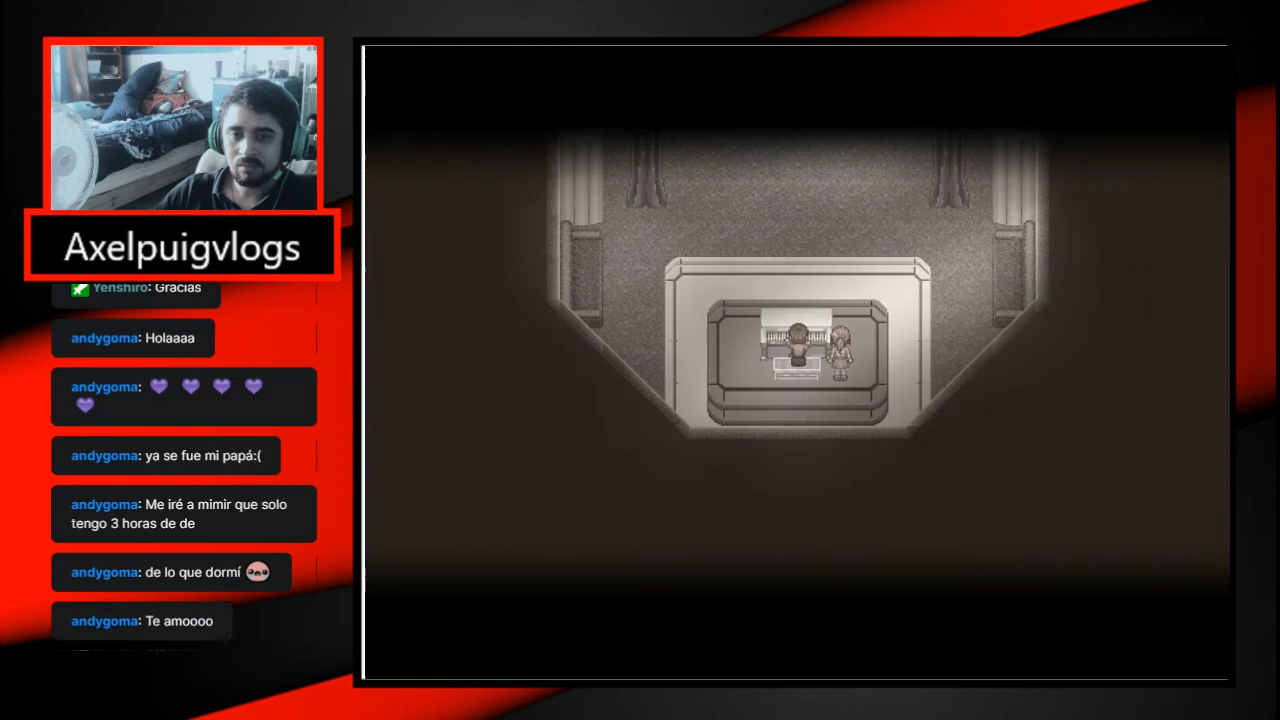 Axelpuigvlogs
Yenshiro: Gracias
andygoma: Holaaaa
andygoma: 💜 💜 💜 💜
💜
andygoma: ya se fue mi papá:(
andygoma: Me iré a mimir que solo
tengo 3 horas de de
andygoma: de lo que dormí
andygoma: Te amoooo